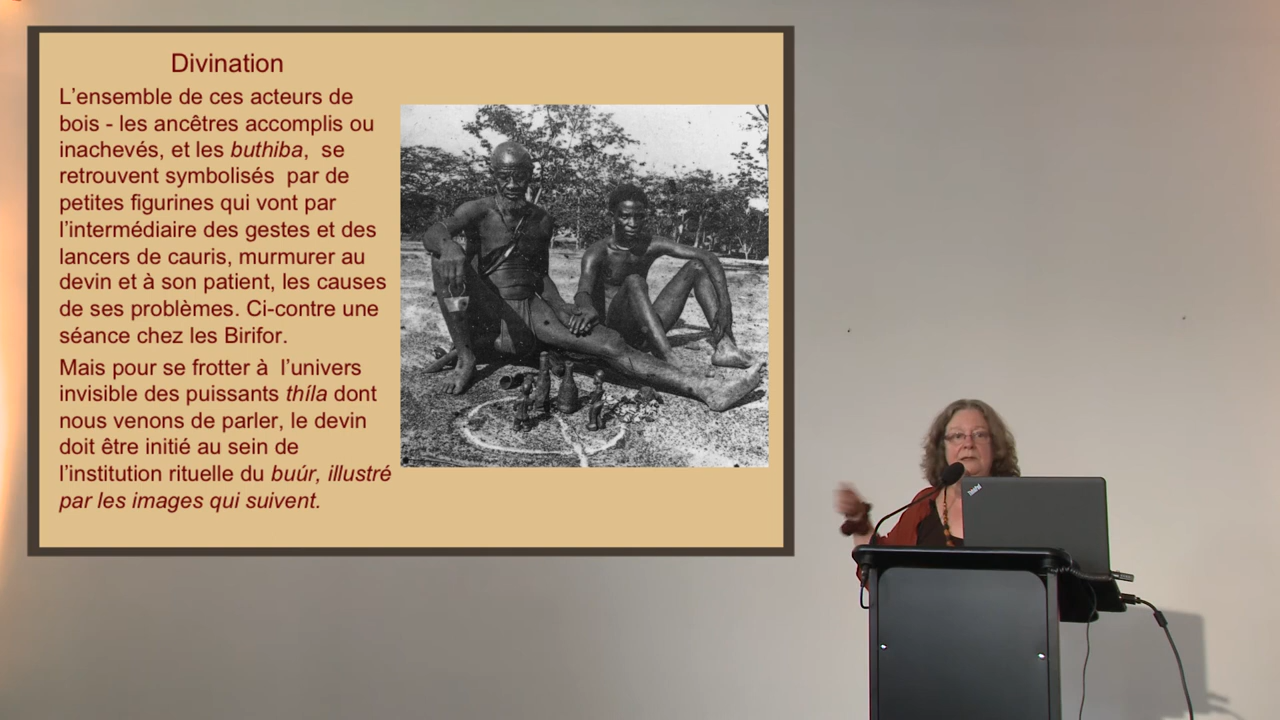 Divination
L'ensemble de ces acteurs de
bois - les ancêtres accomplis ou
inachevés, et les buthiba, se
retrouvent symbolisés par de
petites figurines qui vont par
l'intermédiaire des gestes et des
lancers de cauris, murmurer au
devin et à son patient, les causes
de ses problèmes. Ci-contre une
séance chez les Birifor.
Mais pour se frotter à l'univers
invisible des puissants thíla dont
nous venons de parler, le devin
doit être initié au sein de
l'institution rituelle du buúr, illustré
par les images qui suivent.
ThinkPad